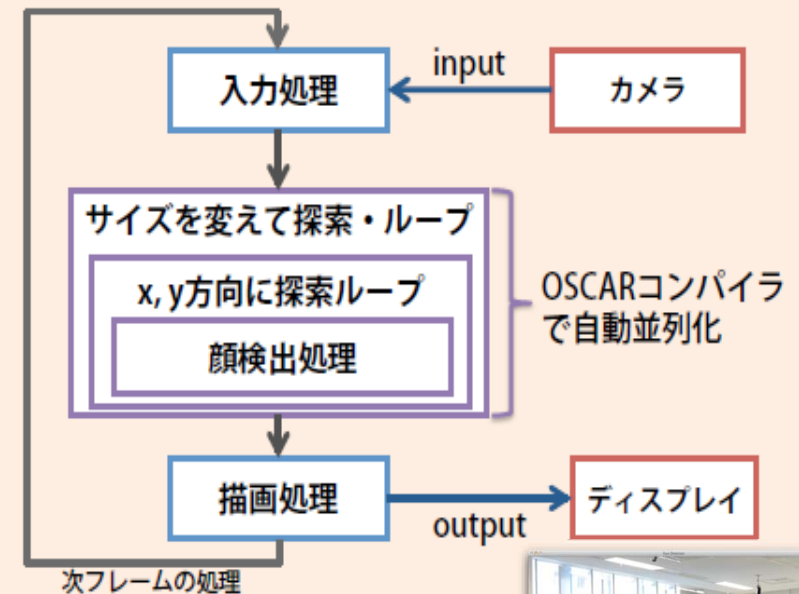 入力処理
input
カメラ
サイズを変えて探索・ループ
x, y方向に探索ループ
顔検出処理
OSCARコンパイラ
で自動並列化
描画処理
output
ディスプレイ
次フレームの処理